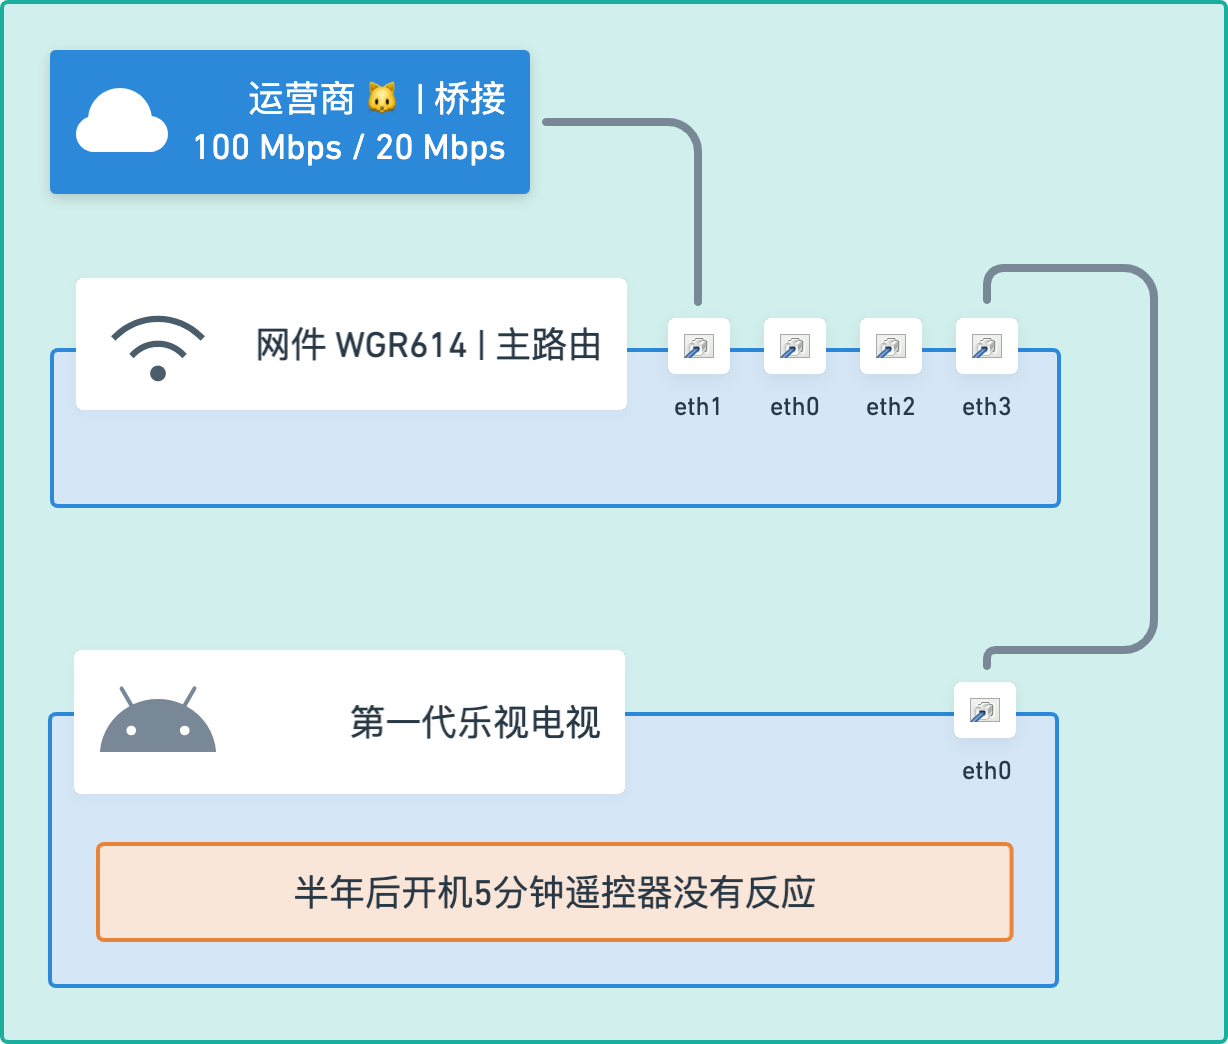 运营商 🐱 | 桥接
100 Mbps / 20 Mbps
网件 WGR614 | 主路由
eth1 eth0 eth2 eth3
第一代乐视电视
eth0
半年后开机5分钟遥控器没有反应